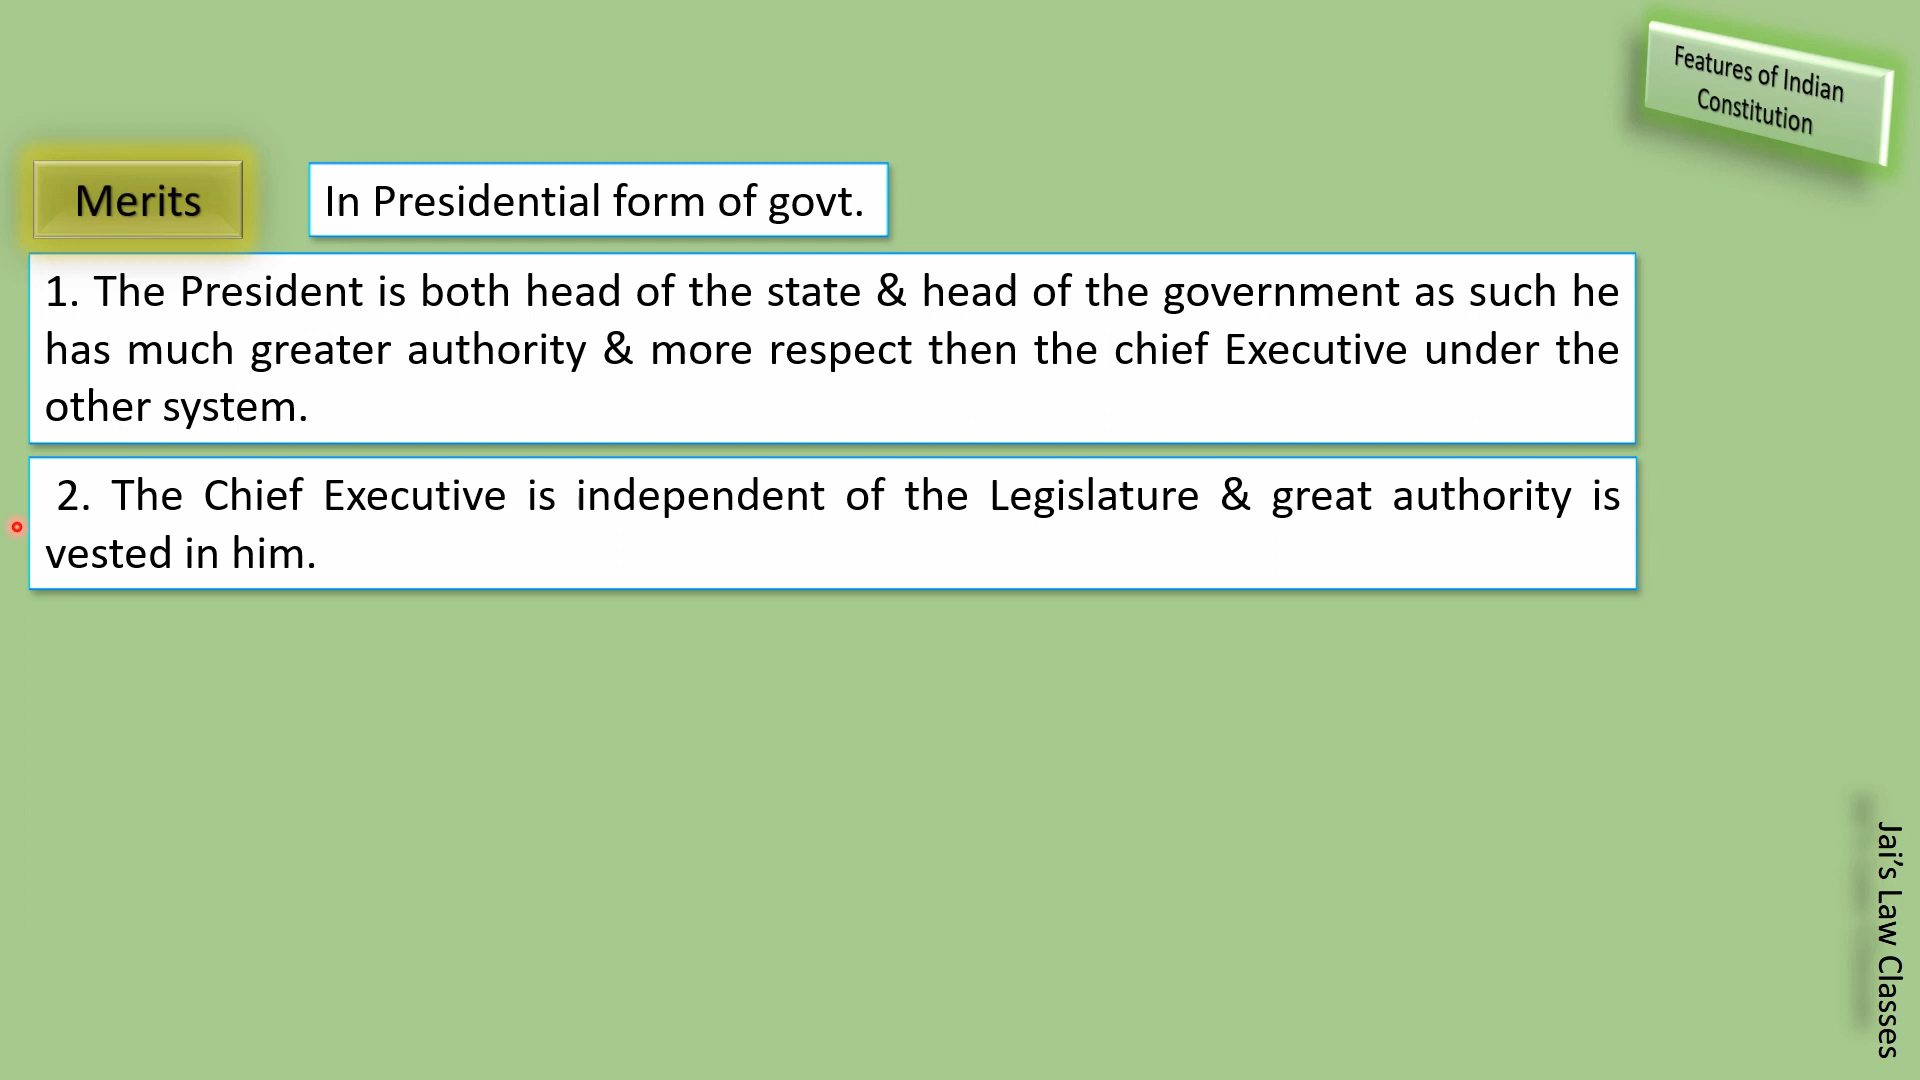 Features of Indian
Constitution
Merits
In Presidential form of govt.
1. The President is both head of the state & head of the government as such he
has much greater authority & more respect then the chief Executive under the
other system.
2. The Chief Executive is independent of the Legislature & great authority is
vested in him.
Jai's Law Classes